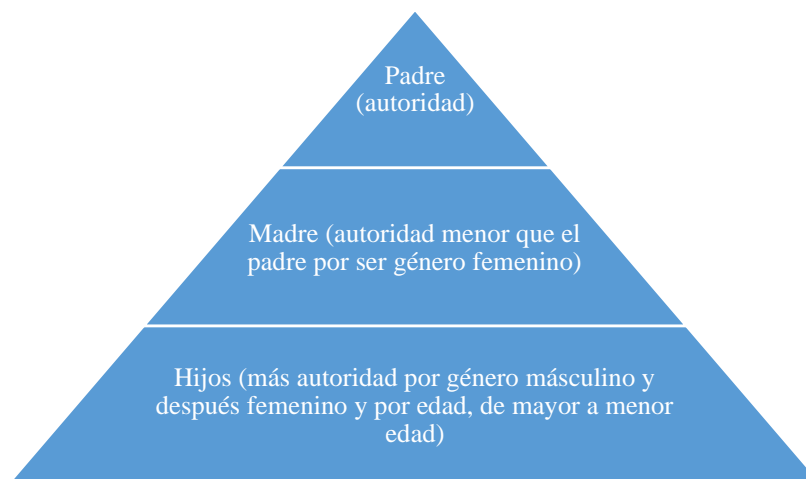 Padre
(autoridad)
Madre (autoridad menor que el
padre por ser género femenino)
Hijos (más autoridad por género másculino y
después femenino y por edad, de mayor a menor
edad)